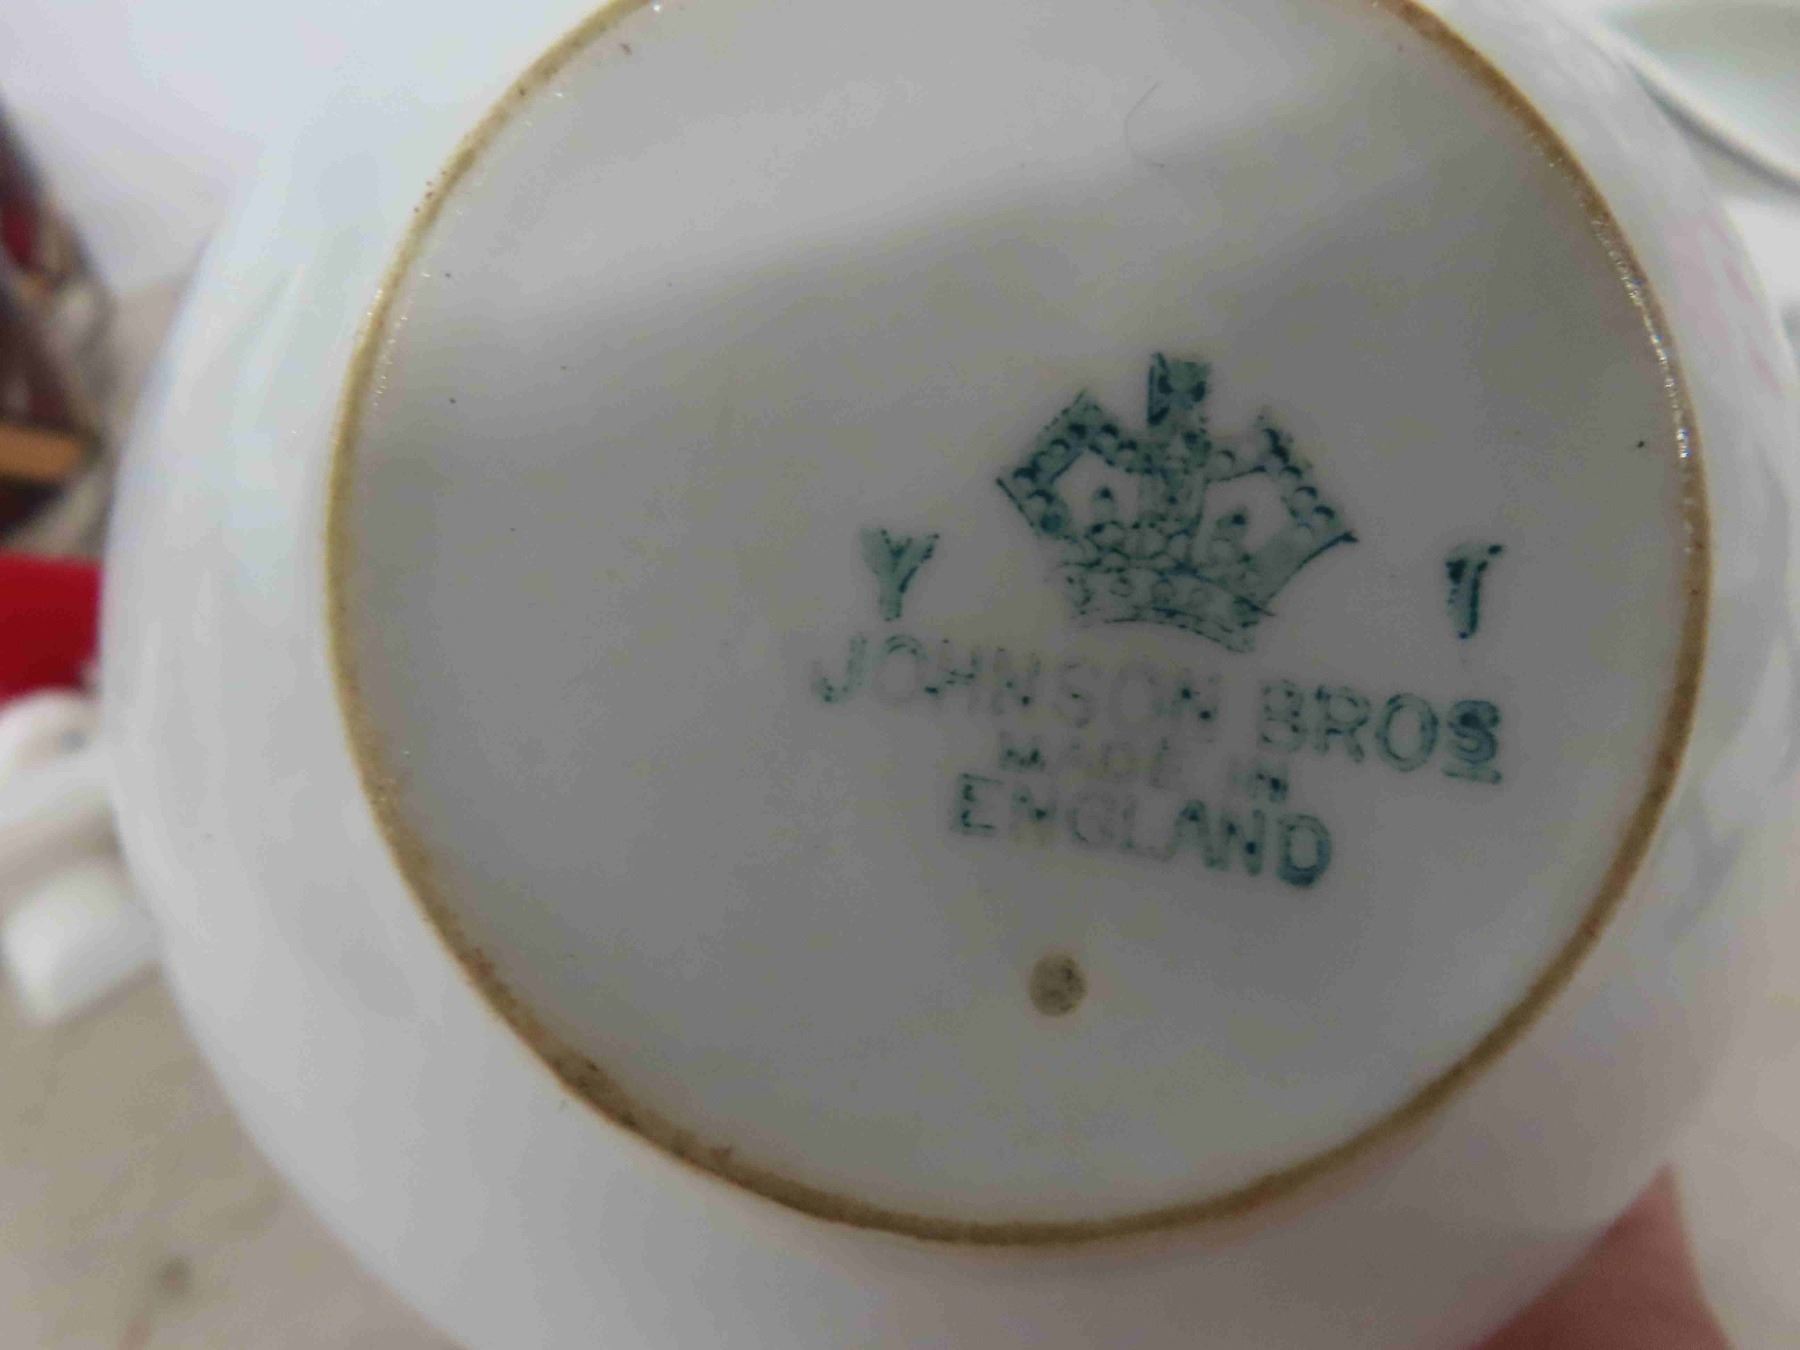 Y
JOHNSON BROS
MADE IN
ENGLAND